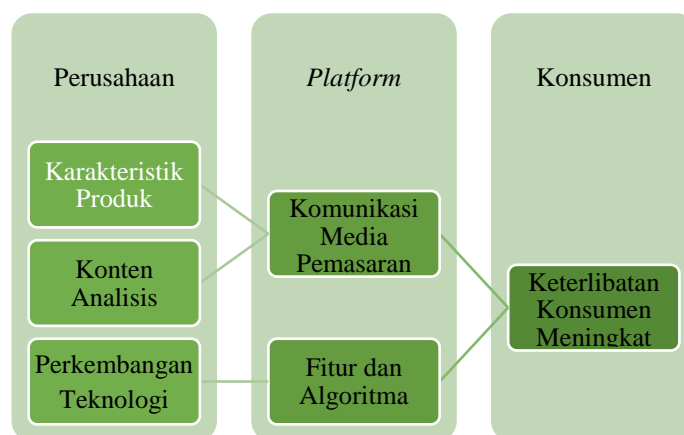 Perusahaan
Karakteristik
Produk
Konten
Analisis
Perkembangan
Teknologi
Platform
Komunikasi
Media
Pemasaran
Fitur dan
Algoritma
Konsumen
Keterlibatan
Konsumen
Meningkat